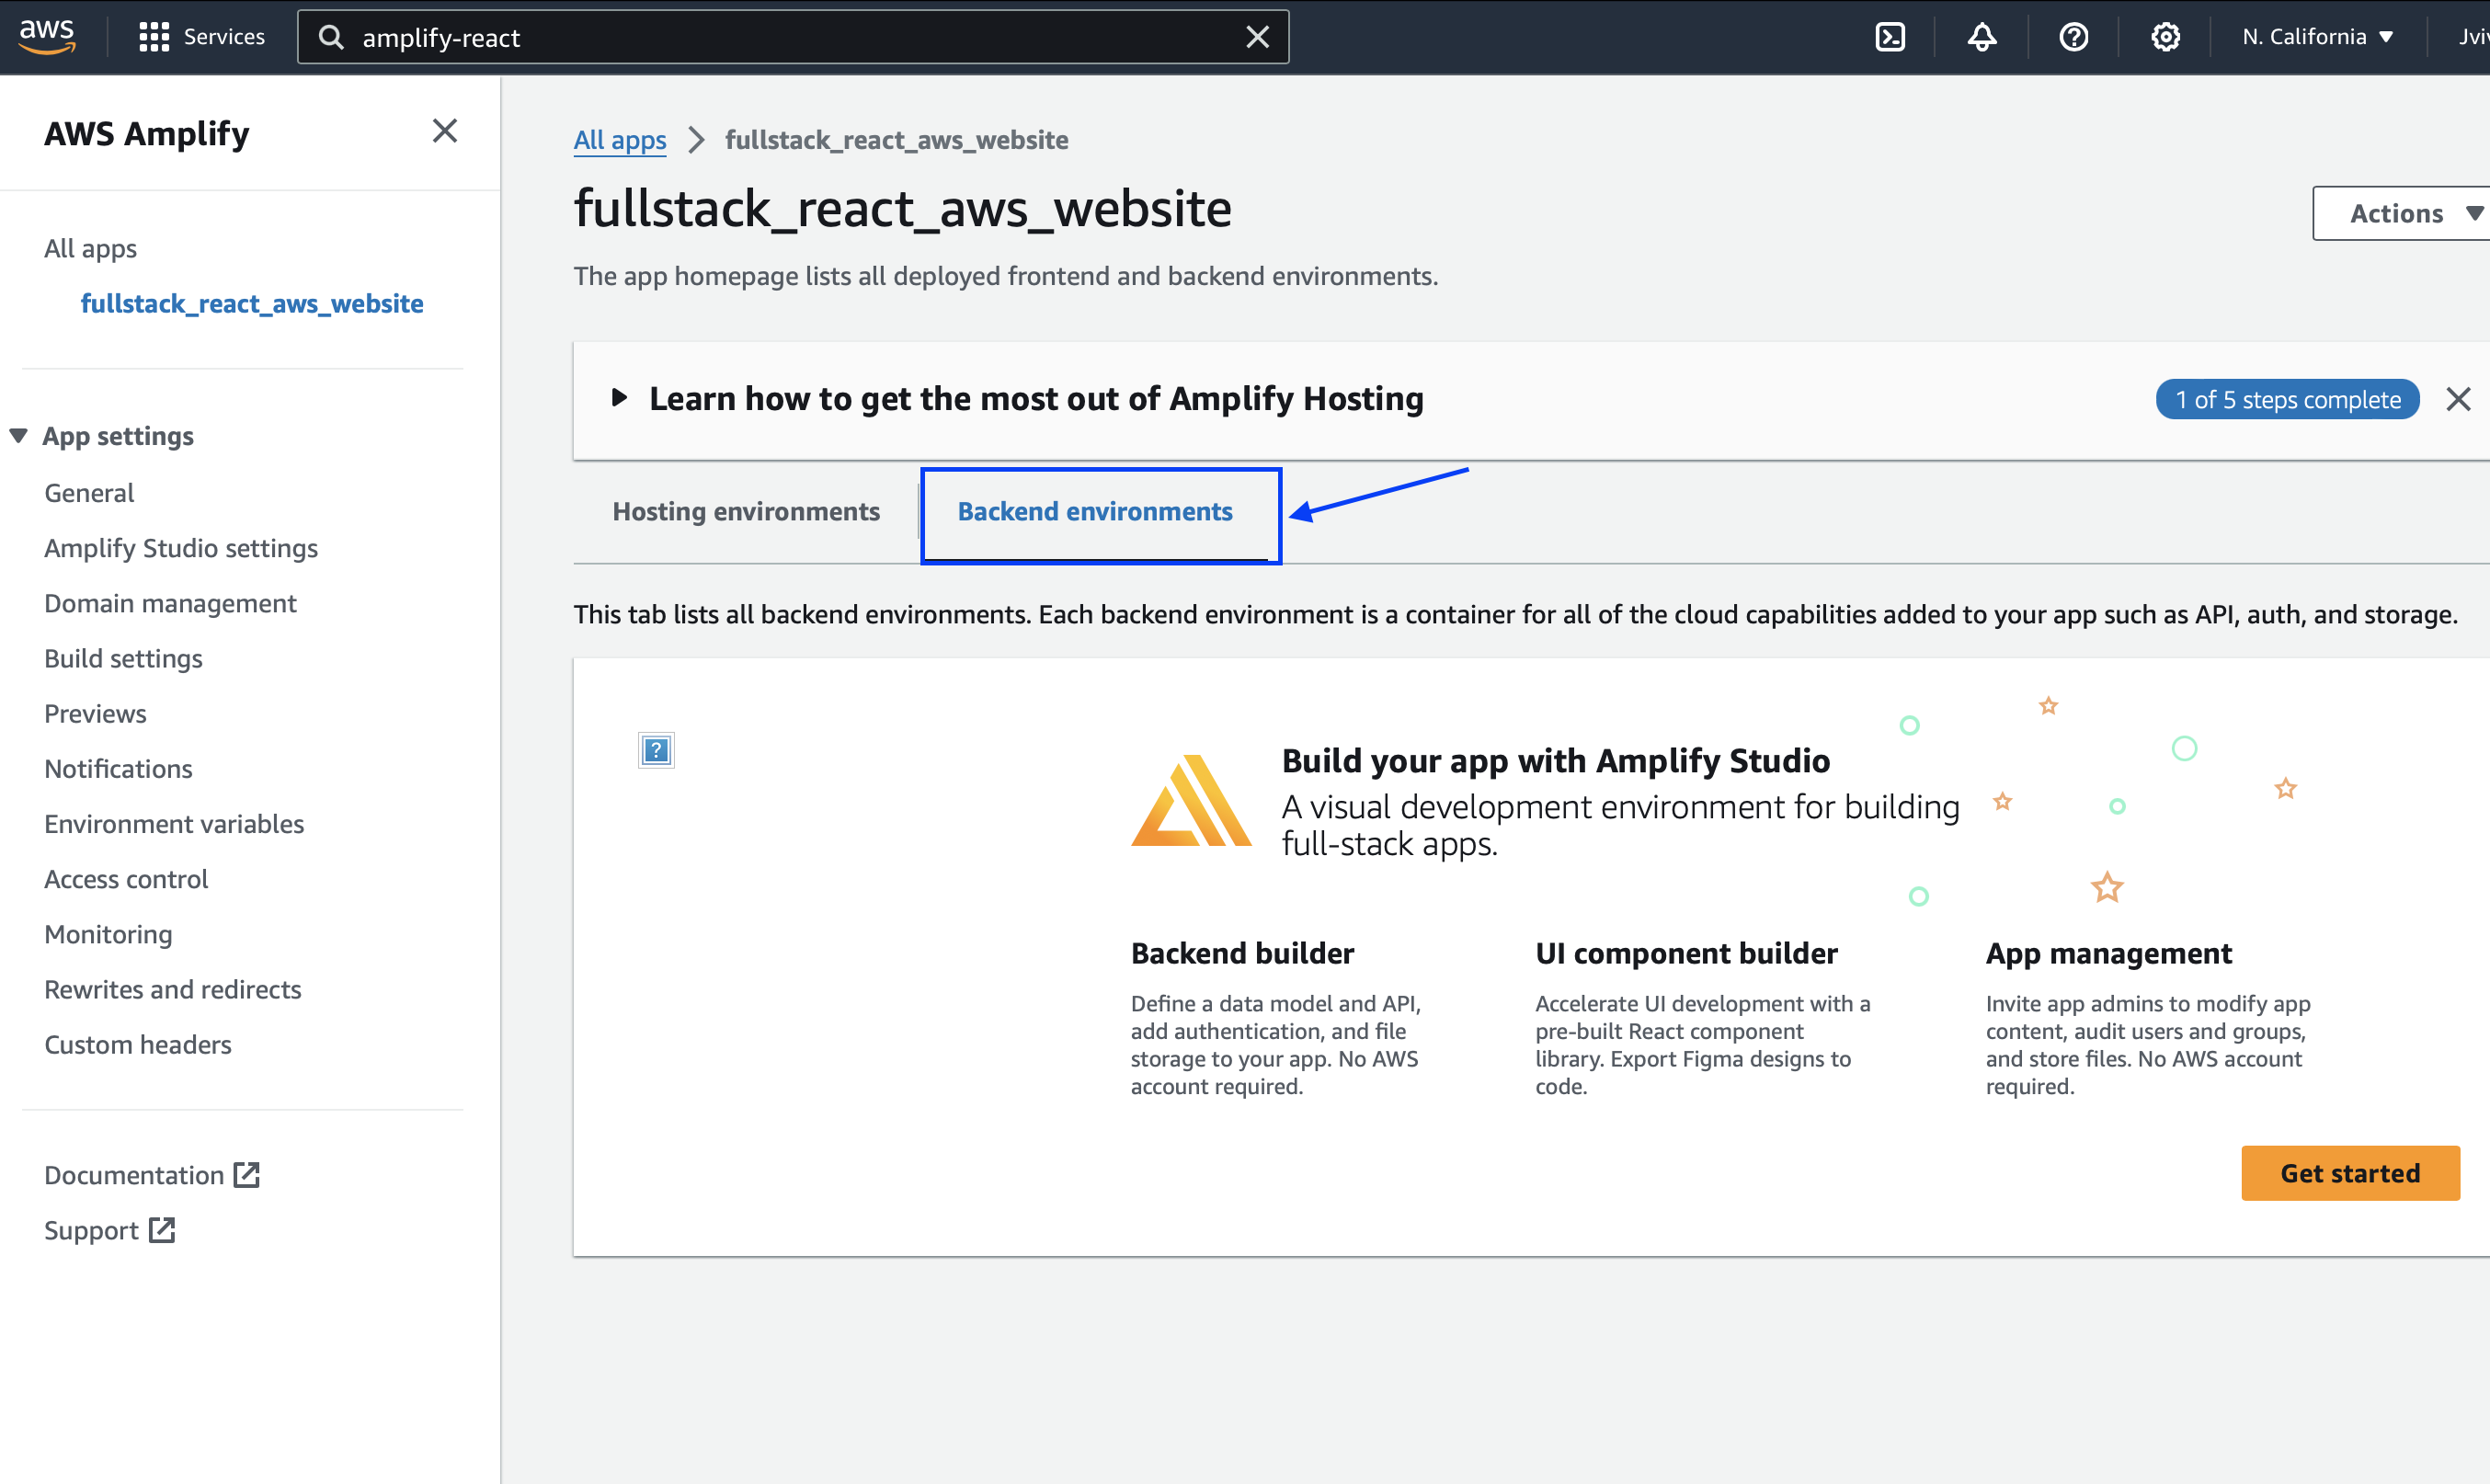 aws
Services
amplify-react
N. California
AWS Amplify
All apps
fullstack_react_aws_website
App settings
General
Amplify Studio settings
Domain management
Build settings
Previews
Notifications
Environment variables
Access control
Monitoring
Rewrites and redirects
Custom headers
Documentation
Support
All apps
fullstack_react_aws_website
fullstack_react_aws_website
Actions
The app homepage lists all deployed frontend and backend environments.
Learn how to get the most out of Amplify Hosting
1 of 5 steps complete
Hosting environments
Backend environments
This tab lists all backend environments. Each backend environment is a container for all of the cloud capabilities added to your app such as API, auth, and storage.
Build your app with Amplify Studio
A visual development environment for building
full-stack apps.
Backend builder
Define a data model and API,
add authentication, and file
storage to your app. No AWS
account required.
UI component builder
Accelerate UI development with a
pre-built React component
library. Export Figma designs to
code.
App management
Invite app admins to modify app
content, audit users and groups,
and store files. No AWS account
required.
Get started